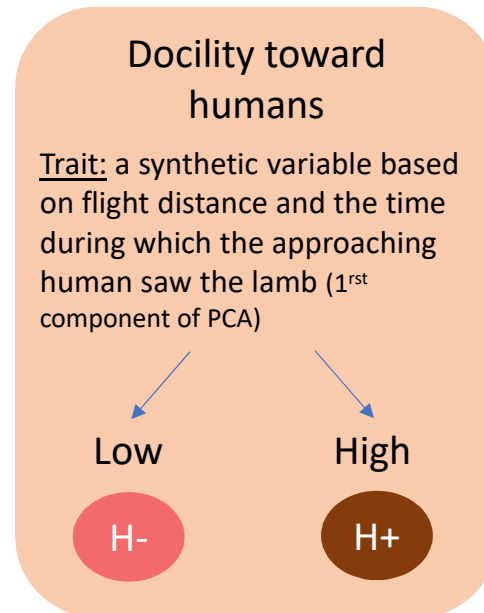 Docility toward
humans
Trait: a synthetic variable based
on flight distance and the time
during which the approaching
human saw the lamb (1rst
component of PCA)
Low High
H- H+